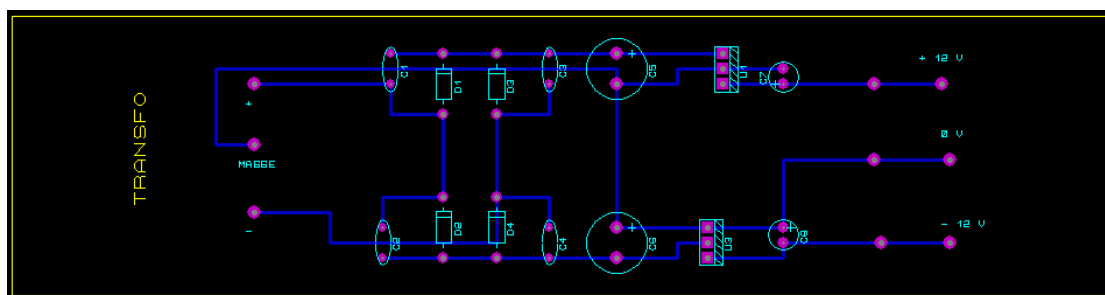 TRANSFO
+
MASSE
-
C1
D1
D3
C3
+
C5
U1
C7
+
+ 12 V
0 V
C2
D2
D4
C4
+
C6
U3
+
C8
- 12 V